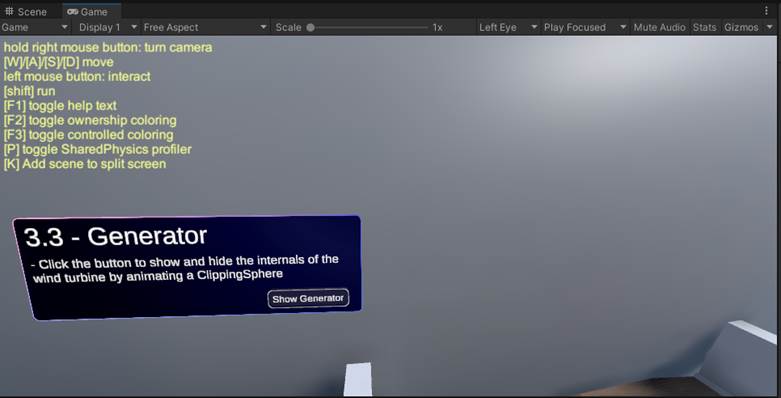 Scene Game
Game Display 1 Free Aspect Scale 1x Left Eye Play Focused Mute Audio Stats Gizmos
hold right mouse button: turn camera
[W]/[A]/[S]/[D] move
left mouse button: interact
[shift] run
[F1] toggle help text
[F2] toggle ownership coloring
[F3] toggle controlled coloring
[P] toggle SharedPhysics profiler
[K] Add scene to split screen
3.3 - Generator
- Click the button to show and hide the internals of the
wind turbine by animating a ClippingSphere
Show Generator